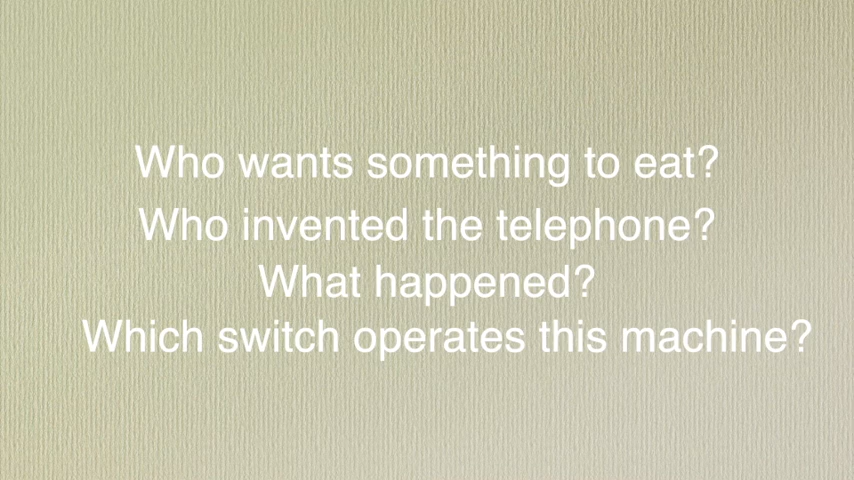 Who wants something to eat?
Who invented the telephone?
What happened?
Which switch operates this machine?